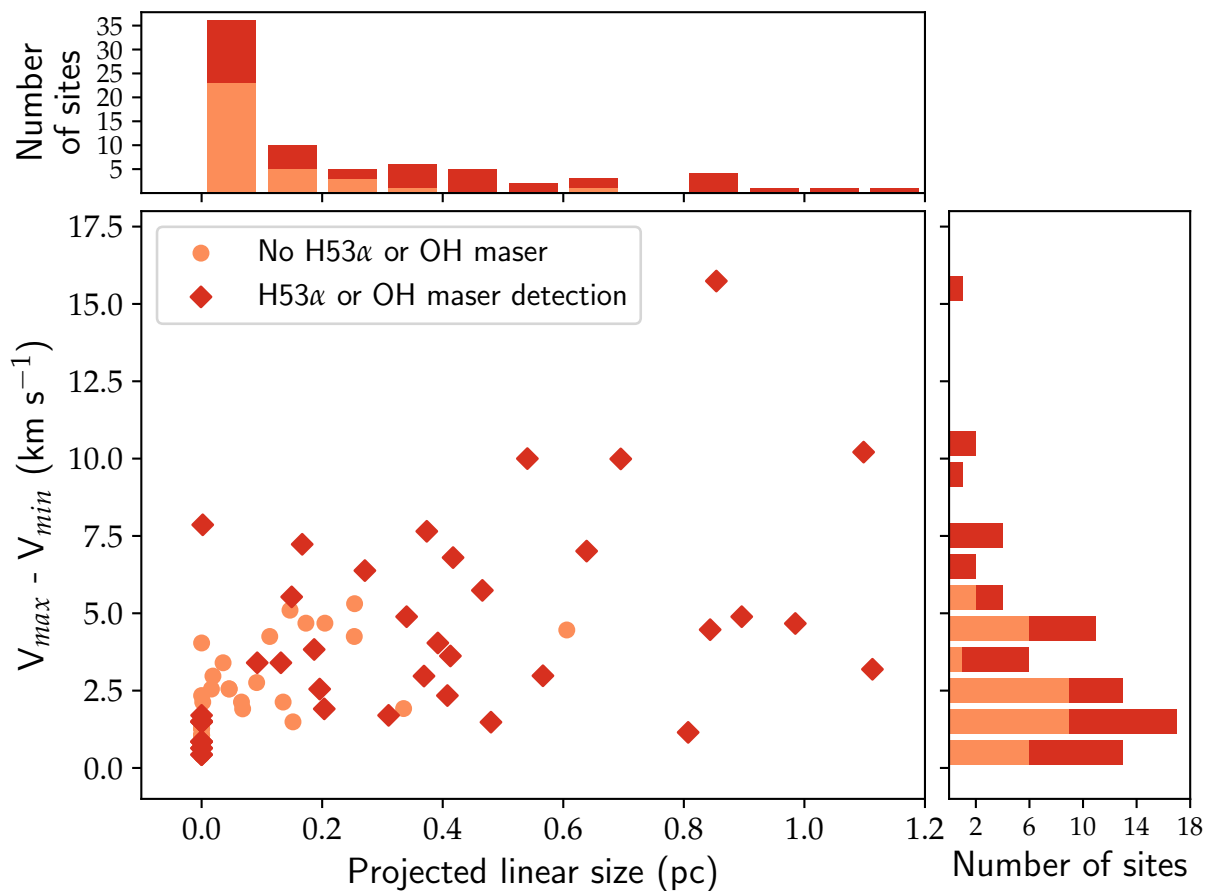 Number
of sites
35
30
25
20
15
10
5
17.5
15.0
12.5
10.0
7.5
5.0
2.5
0.0
V_max - V_min (km s⁻¹)
No H53α or OH maser
H53α or OH maser detection
0.0 0.2 0.4 0.6 0.8 1.0 1.2
Projected linear size (pc)
2 6 10 14 18
Number of sites